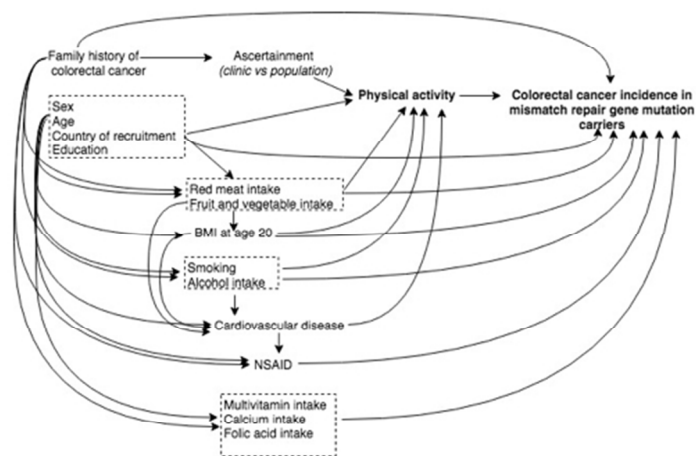 Family history of
colorectal cancer
Ascertainment
(clinic vs population)
Physical activity
Colorectal cancer incidence in
mismatch repair gene mutation
carriers
Sex
Age
Country of recruitment
Education
Red meat intake
Fruit and vegetable intake
BMI at age 20
Smoking
Alcohol intake
Cardiovascular disease
NSAID
Multivitamin intake
Calcium intake
Folic acid intake